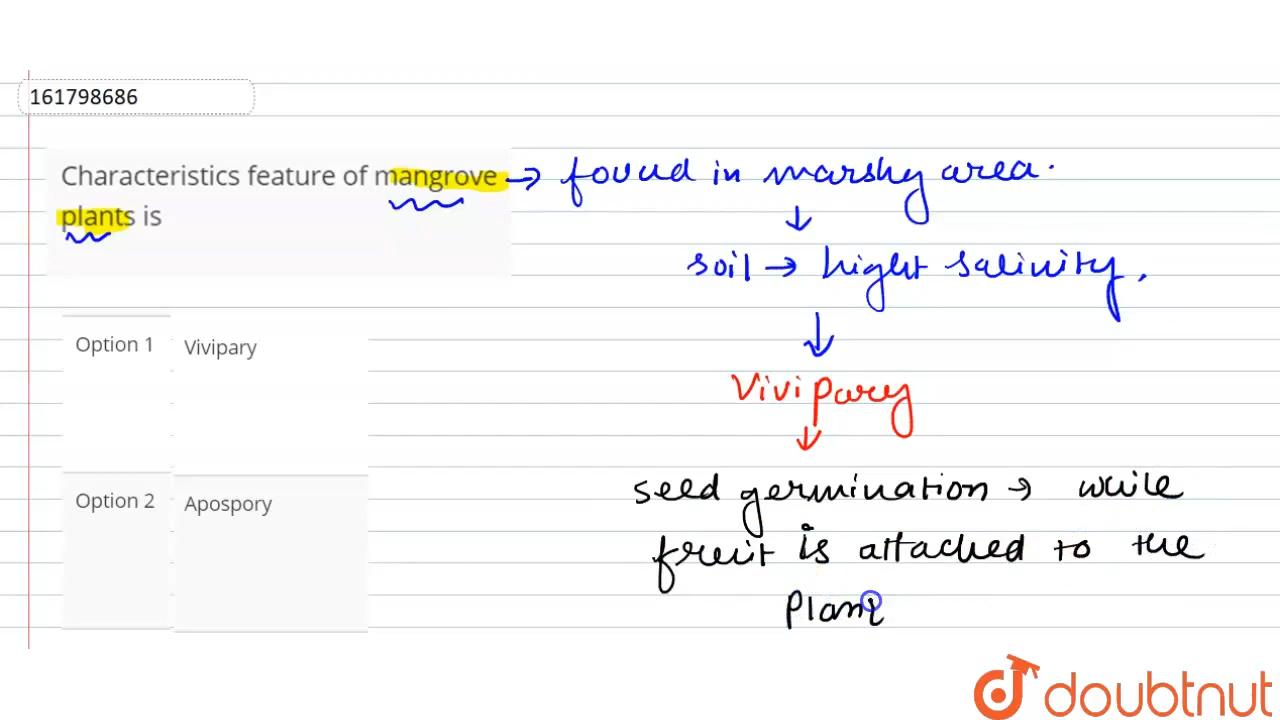 161798686
Characteristics feature of mangrove → found in marshy area.
plants is
↓
soil → hight salinity,
↓
Option 1 Vivipary
Vivipary
↓
seed germination → while
Option 2 Apospory
fruit is attached to the
Plant
doubtnut